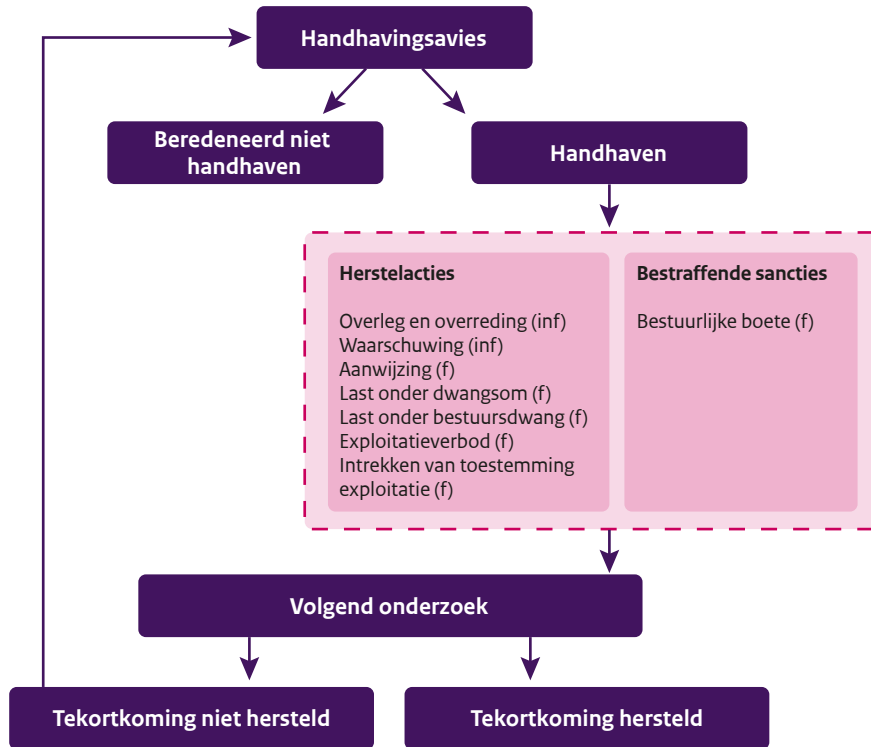 Handhavingsavies
Beredeneerd niet
handhaven
Handhaven
Herstelacties
Overleg en overreding (inf)
Waarschuwing (inf)
Aanwijzing (f)
Last onder dwangsom (f)
Last onder bestuursdwang (f)
Exploitatieverbod (f)
Intrekken van toestemming
exploitatie (f)
Bestraffende sancties
Bestuurlijke boete (f)
Volgend onderzoek
Tekortkoming niet hersteld
Tekortkoming hersteld